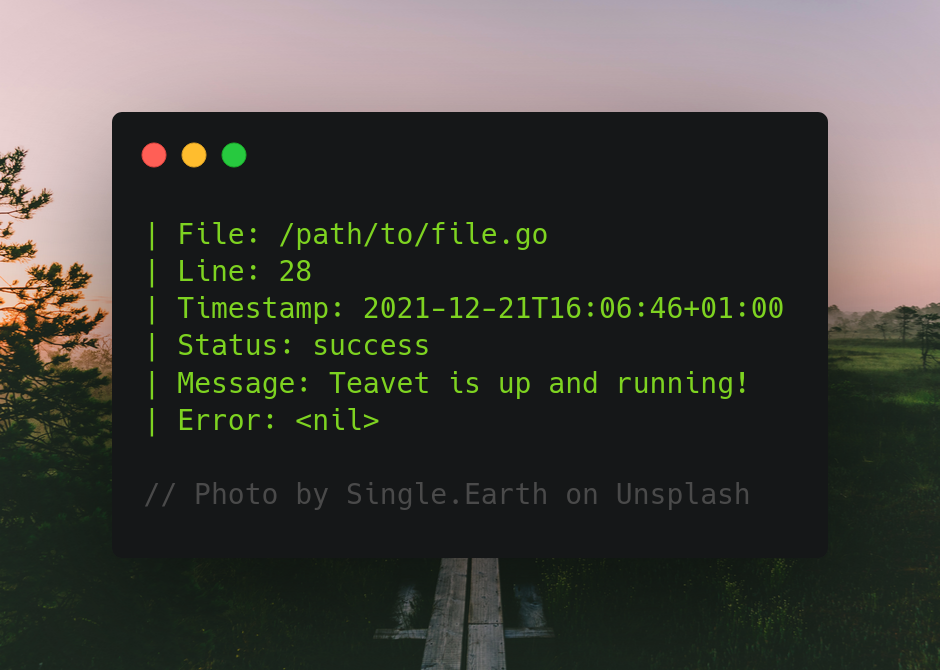 | File: /path/to/file.go
| Line: 28
| Timestamp: 2021-12-21T16:06:46+01:00
| Status: success
| Message: Teavet is up and running!
| Error: <nil>
// Photo by Single.Earth on Unsplash